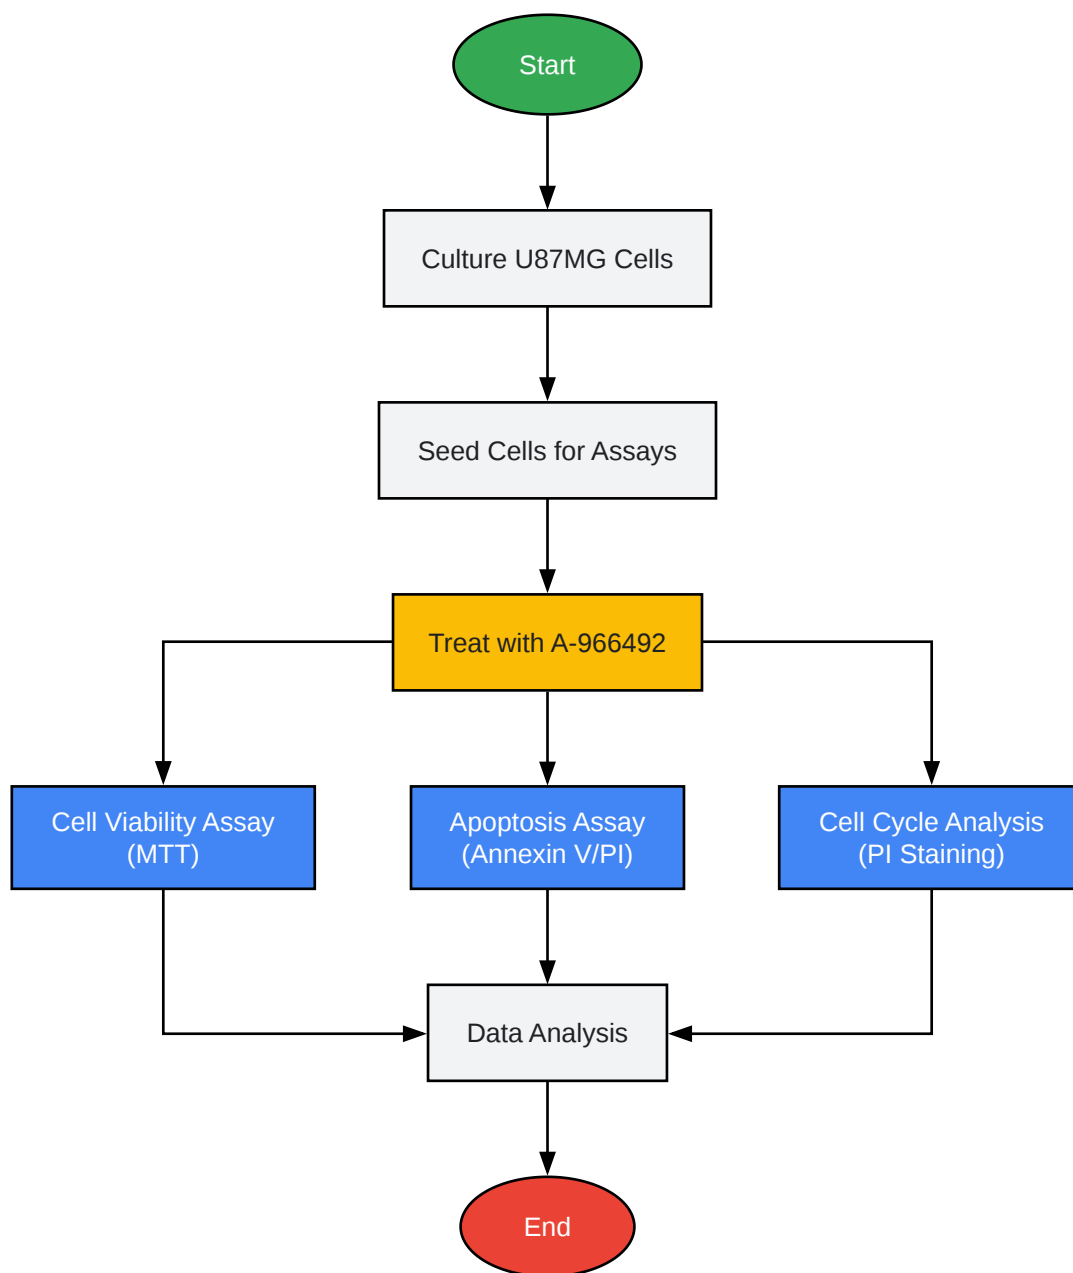 Start
Culture U87MG Cells
Seed Cells for Assays
Treat with A-966492
Cell Viability Assay
(MTT)
Apoptosis Assay
(Annexin V/PI)
Cell Cycle Analysis
(PI Staining)
Data Analysis
End